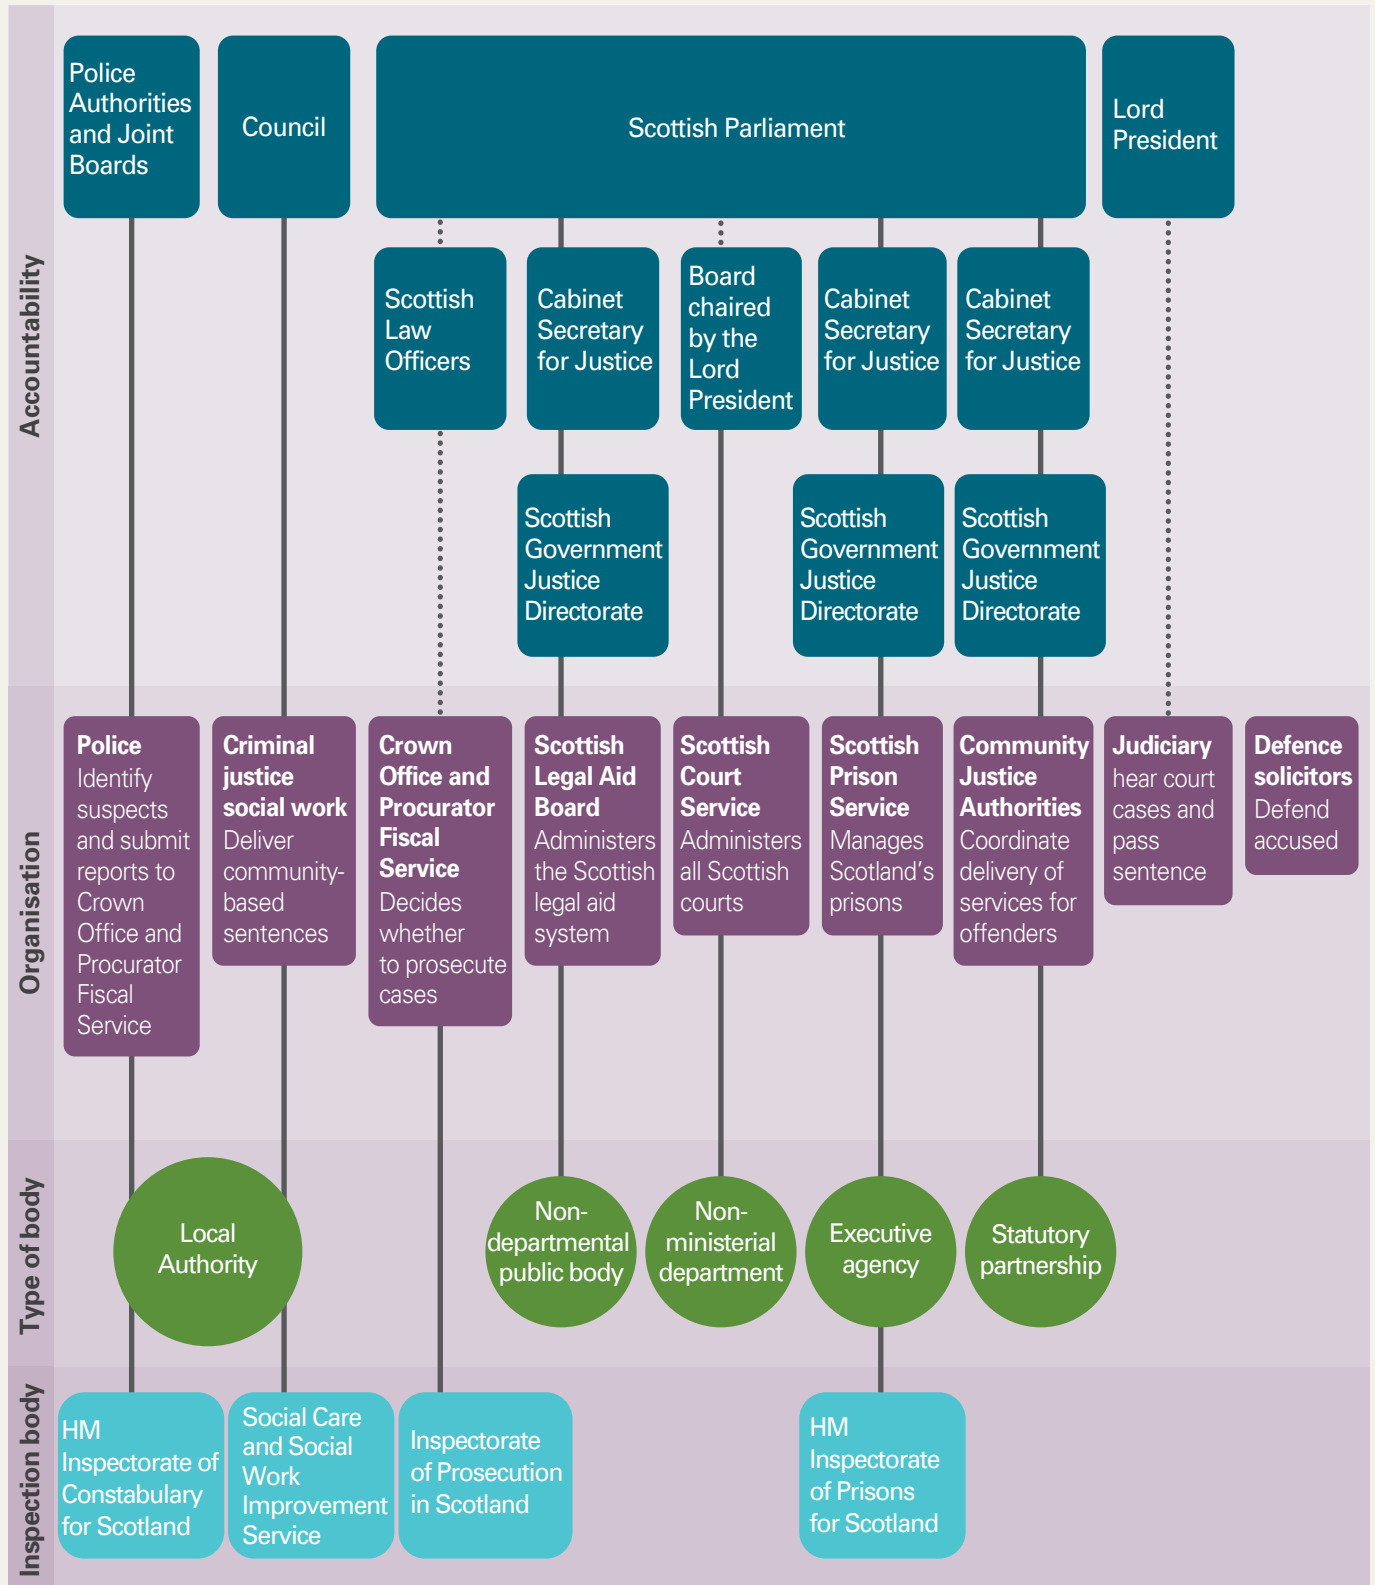 Accountability
Police
Authorities
and Joint
Boards
Council
Scottish Parliament
Lord
President
Scottish
Law
Officers
Cabinet
Secretary
for Justice
Board
chaired
by the
Lord
President
Cabinet
Secretary
for Justice
Cabinet
Secretary
for Justice
Scottish
Government
Justice
Directorate
Scottish
Government
Justice
Directorate
Scottish
Government
Justice
Directorate
Organisation
Police
Identify
suspects
and submit
reports to
Crown
Office and
Procurator
Fiscal
Service
Criminal
justice
social work
Deliver
community-
based
sentences
Crown
Office and
Procurator
Fiscal
Service
Decides
whether
to prosecute
cases
Scottish
Legal Aid
Board
Administers
the Scottish
legal aid
system
Scottish
Court
Service
Administers
all Scottish
courts
Scottish
Prison
Service
Manages
Scotland's
prisons
Community
Justice
Authorities
Coordinate
delivery of
services for
offenders
Judiciary
hear court
cases and
pass
sentence
Defence
solicitors
Defend
accused
Type of body
Local
Authority
Non-
departmental
public body
Non-
ministerial
department
Executive
agency
Statutory
partnership
Inspection body
HM
Inspectorate of
Constabulary
for Scotland
Social Care
and Social
Work
Improvement
Service
Inspectorate
of Prosecution
in Scotland
HM
Inspectorate
of Prisons
for Scotland